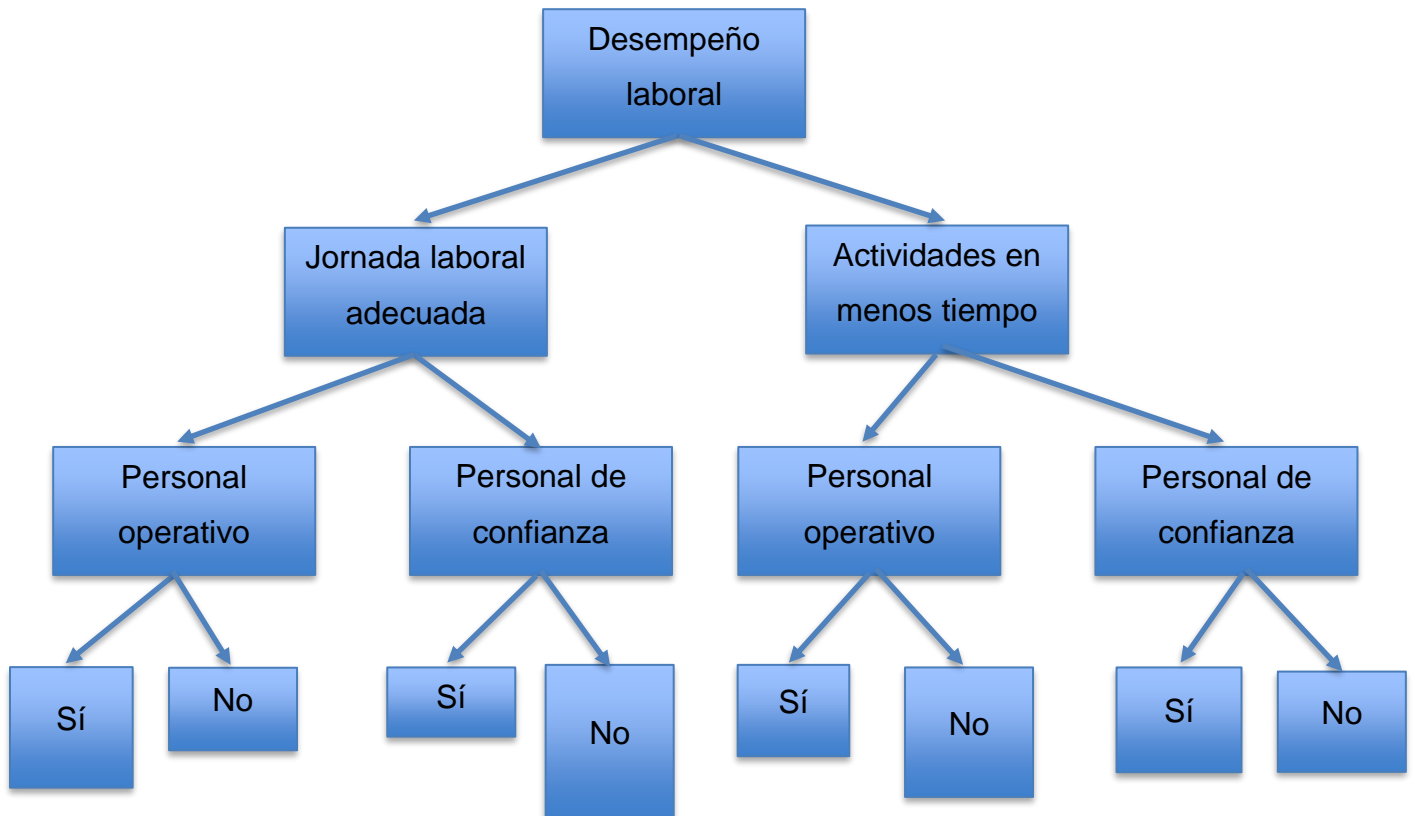 Desempeño
laboral
Jornada laboral
adecuada
Actividades en
menos tiempo
Personal
operativo
Personal de
confianza
Personal
operativo
Personal de
confianza
Sí
No
Sí
No
Sí
No
Sí
No